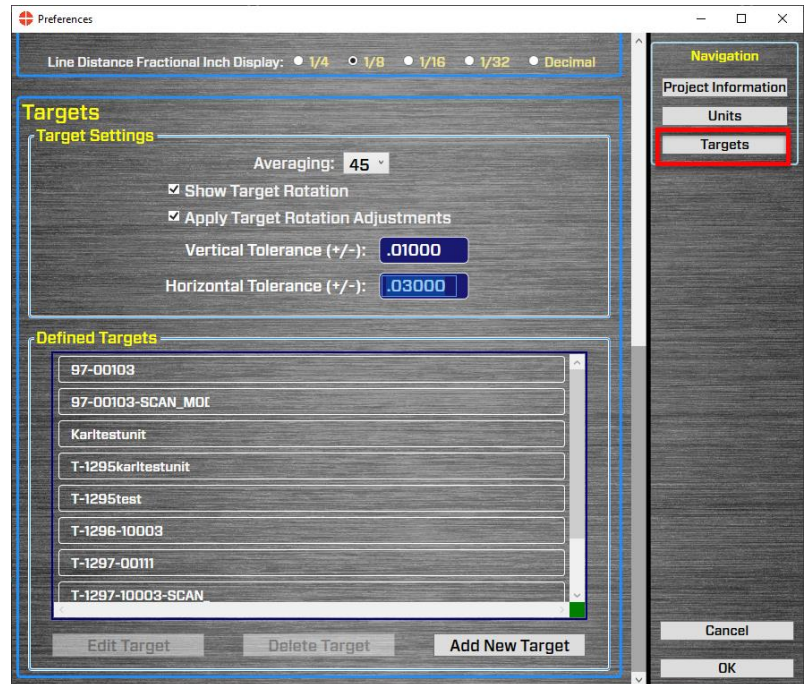 Preferences
Line Distance Fractional Inch Display: 1/4 1/8 1/16 1/32 Decimal
Targets
Target Settings
Averaging: 45
Show Target Rotation
Apply Target Rotation Adjustments
Vertical Tolerance (+/-): .01000
Horizontal Tolerance (+/-): .03000
Defined Targets
97-00103
97-00103-SCAN_MOD
Karltestunit
T-1295karltestunit
T-1295test
T-1296-10003
T-1297-00111
T-1297-10003-SCAN_
Edit Target Delete Target Add New Target
Navigation
Project Information
Units
Targets
Cancel
OK